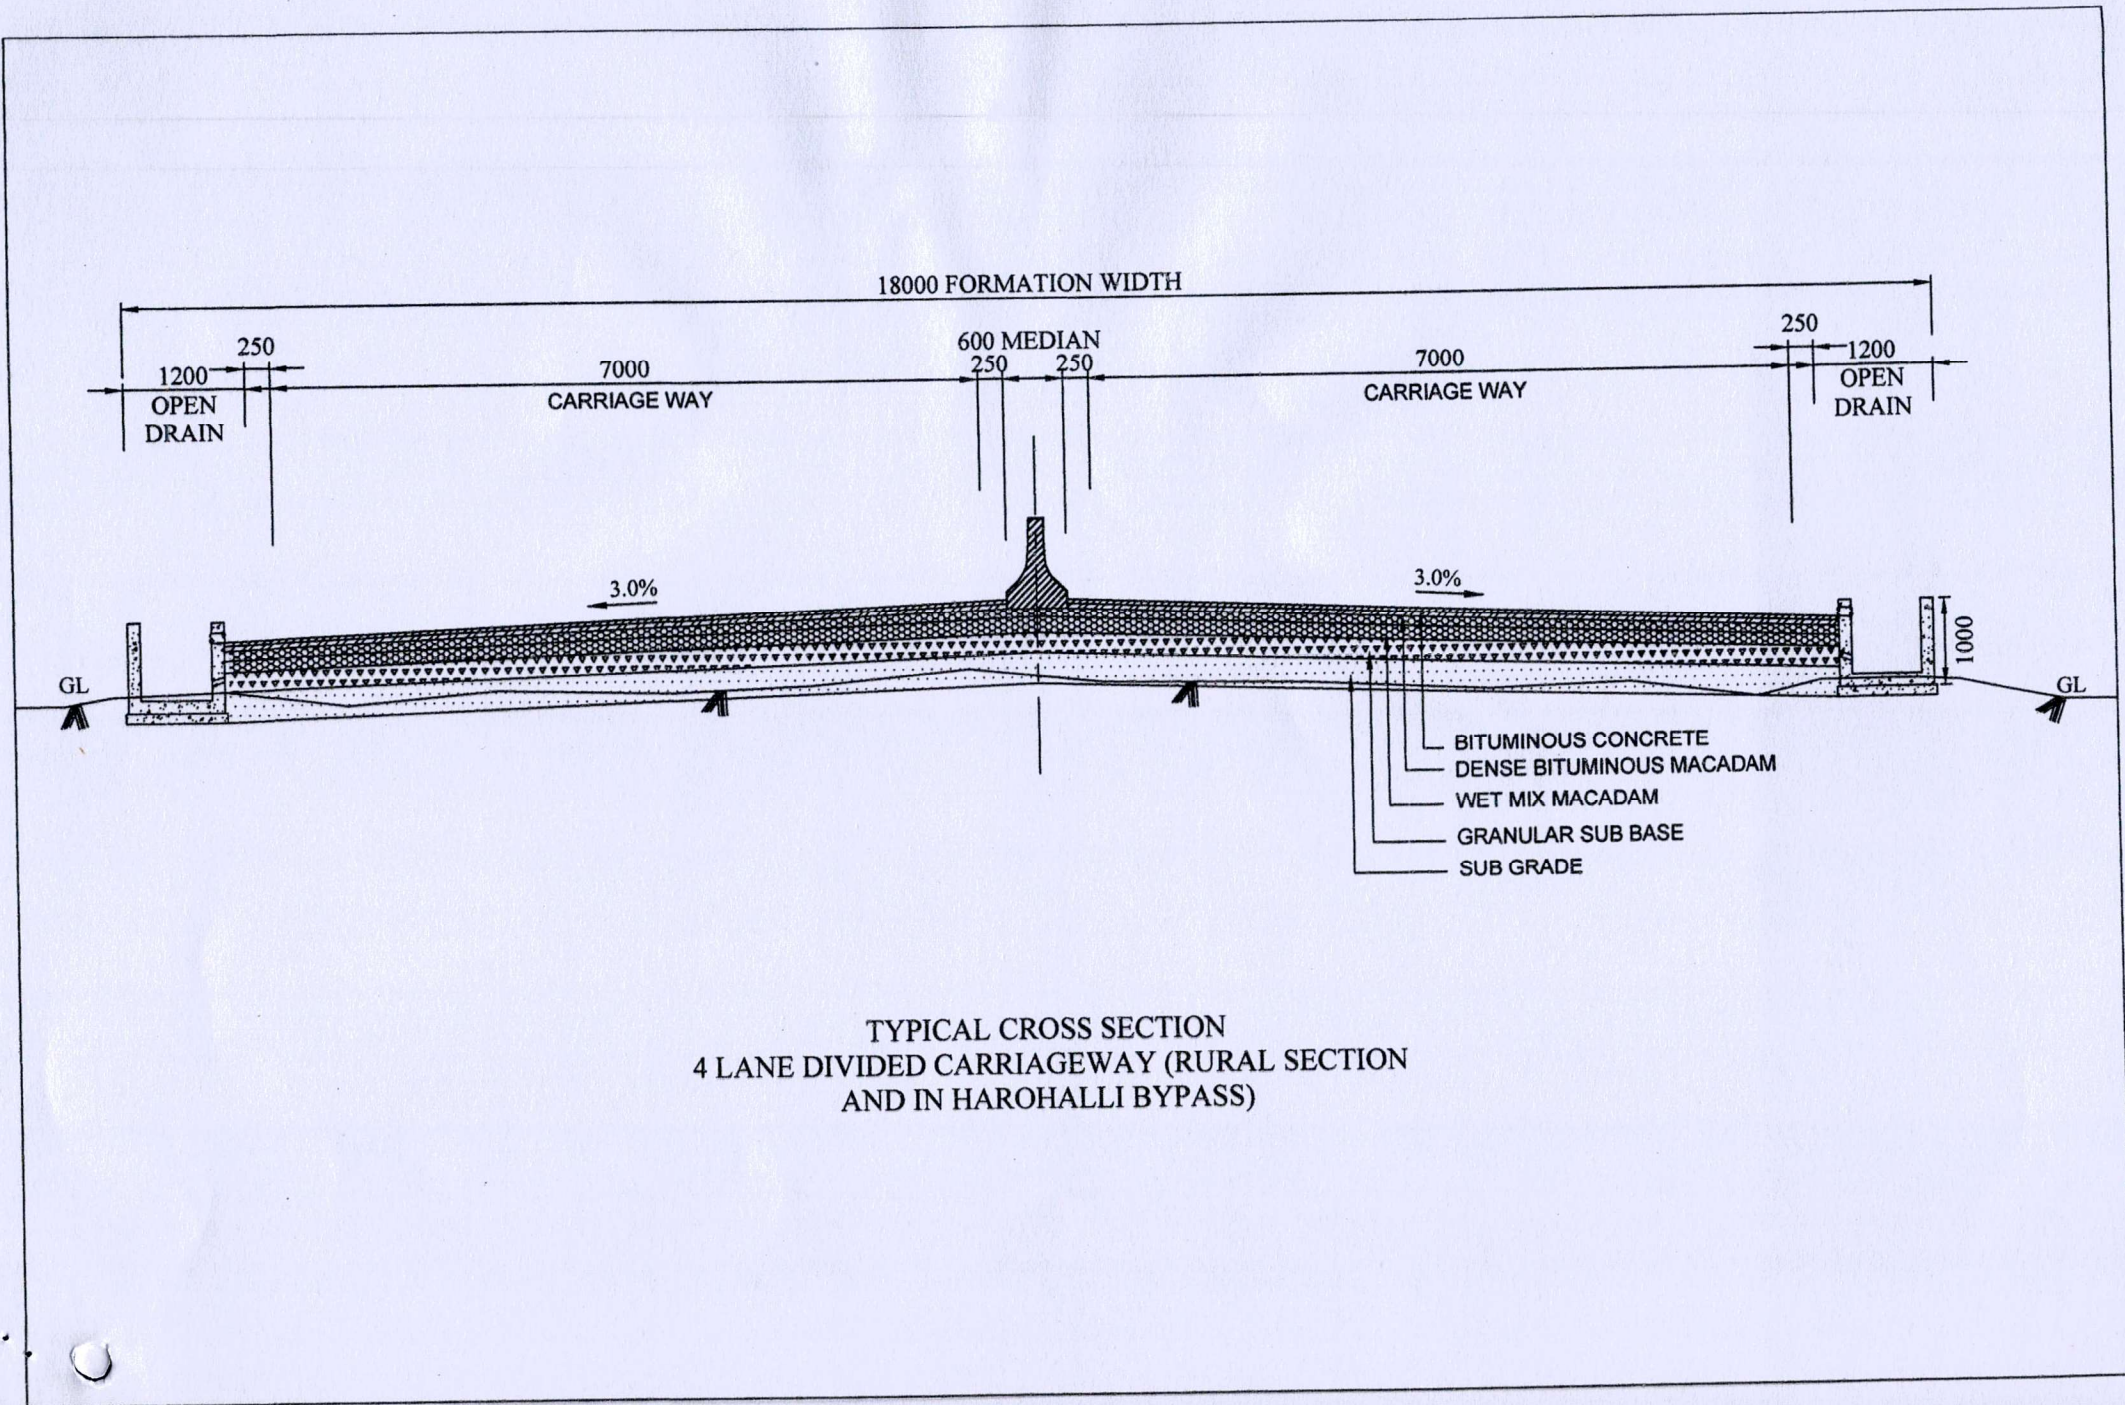 18000 FORMATION WIDTH
250
600 MEDIAN
250
1200
7000
250
250
7000
1200
OPEN
DRAIN
CARRIAGE WAY
CARRIAGE WAY
OPEN
DRAIN
3.0%
3.0%
1000
GL
GL
BITUMINOUS CONCRETE
DENSE BITUMINOUS MACADAM
WET MIX MACADAM
GRANULAR SUB BASE
SUB GRADE
TYPICAL CROSS SECTION
4 LANE DIVIDED CARRIAGEWAY (RURAL SECTION
AND IN HAROHALLI BYPASS)